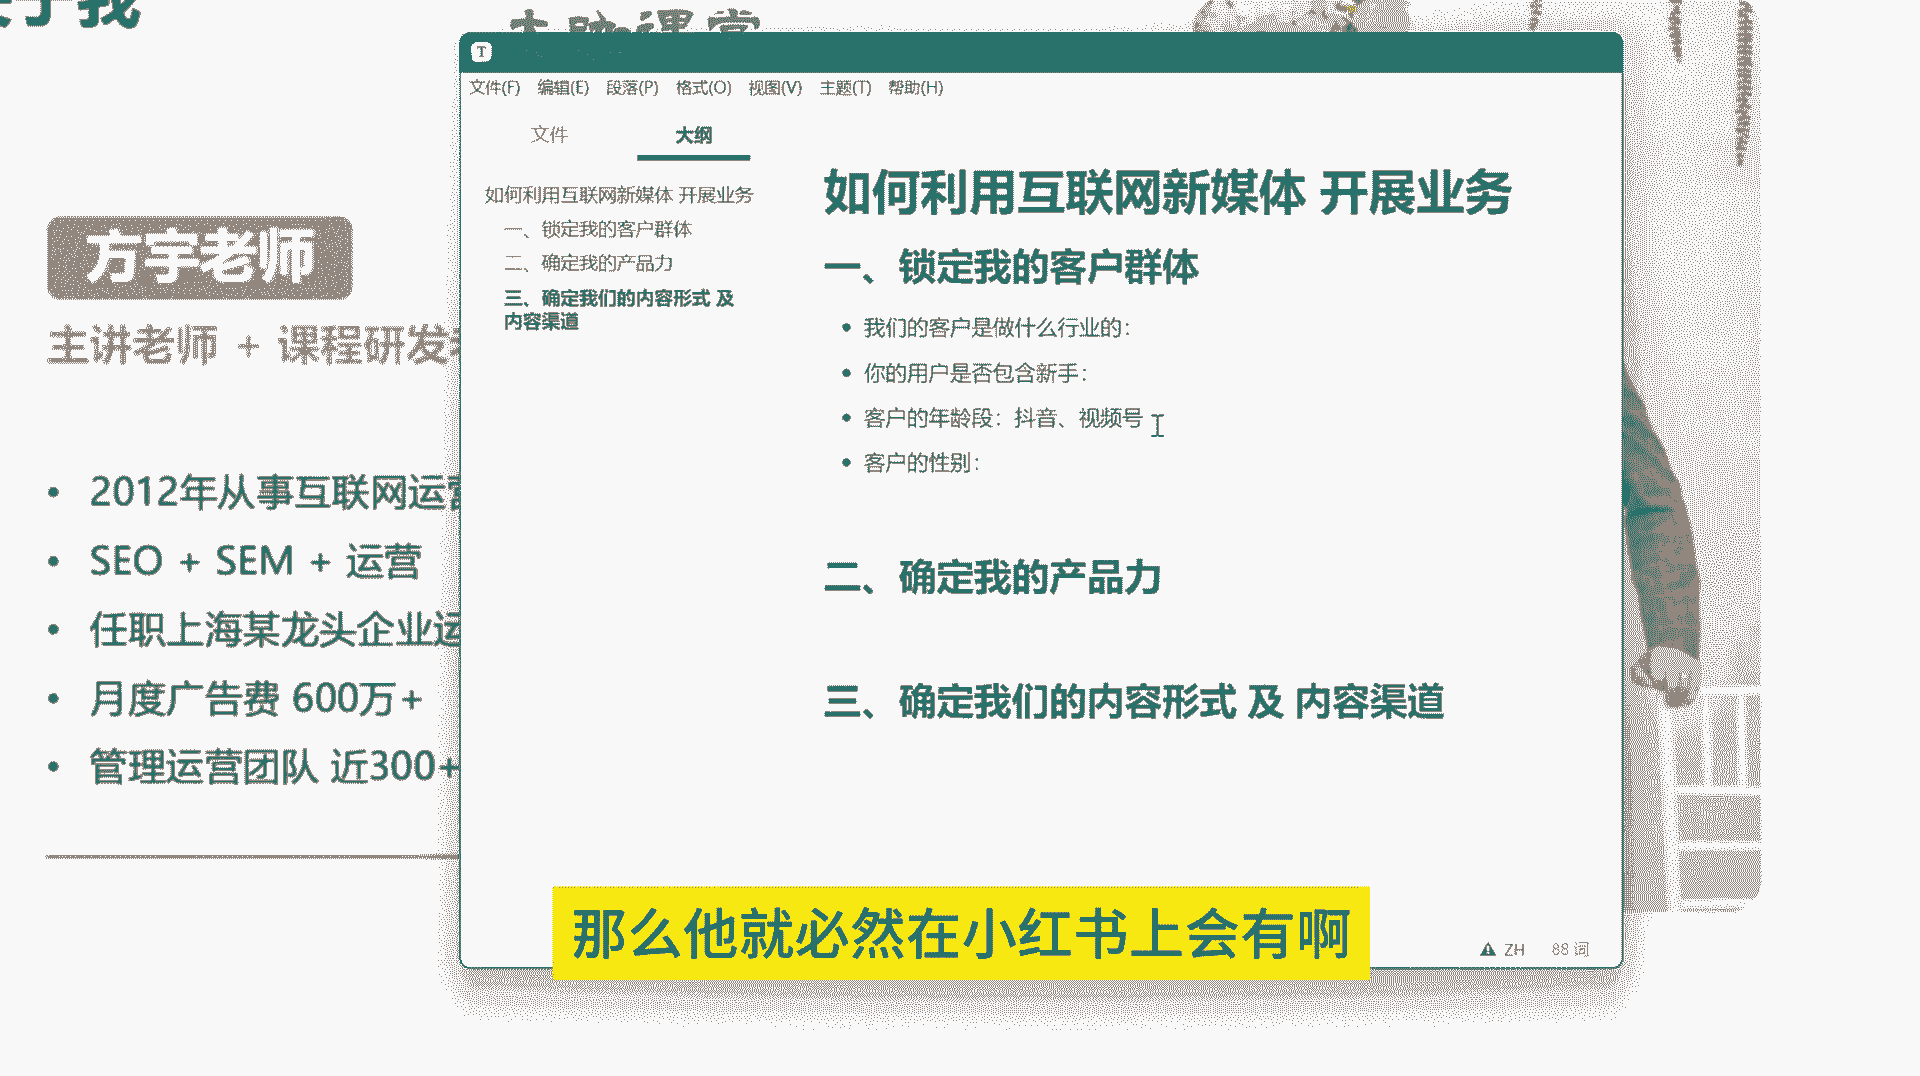 于我
大咖课堂
T
文件(F) 编辑(E) 段落(P) 格式(O) 视图(V) 主题(T) 帮助(H)
文件 大纲
如何利用互联网新媒体 开展业务
一、锁定我的客户群体
二、确定我的产品力
三、确定我们的内容形式 及
内容渠道
如何利用互联网新媒体 开展业务
一、锁定我的客户群体
• 我们的客户是做什么行业的：
• 你的用户是否包含新手：
• 客户的年龄段：抖音、视频号
• 客户的性别：
二、确定我的产品力
三、确定我们的内容形式 及 内容渠道
方宇老师
主讲老师 + 课程研发
• 2012年从事互联网运营
• SEO + SEM + 运营
• 任职上海某龙头企业运
• 月度广告费 600万+
• 管理运营团队 近300+
ZH 88 词
那么他就必然在小红书上会有啊